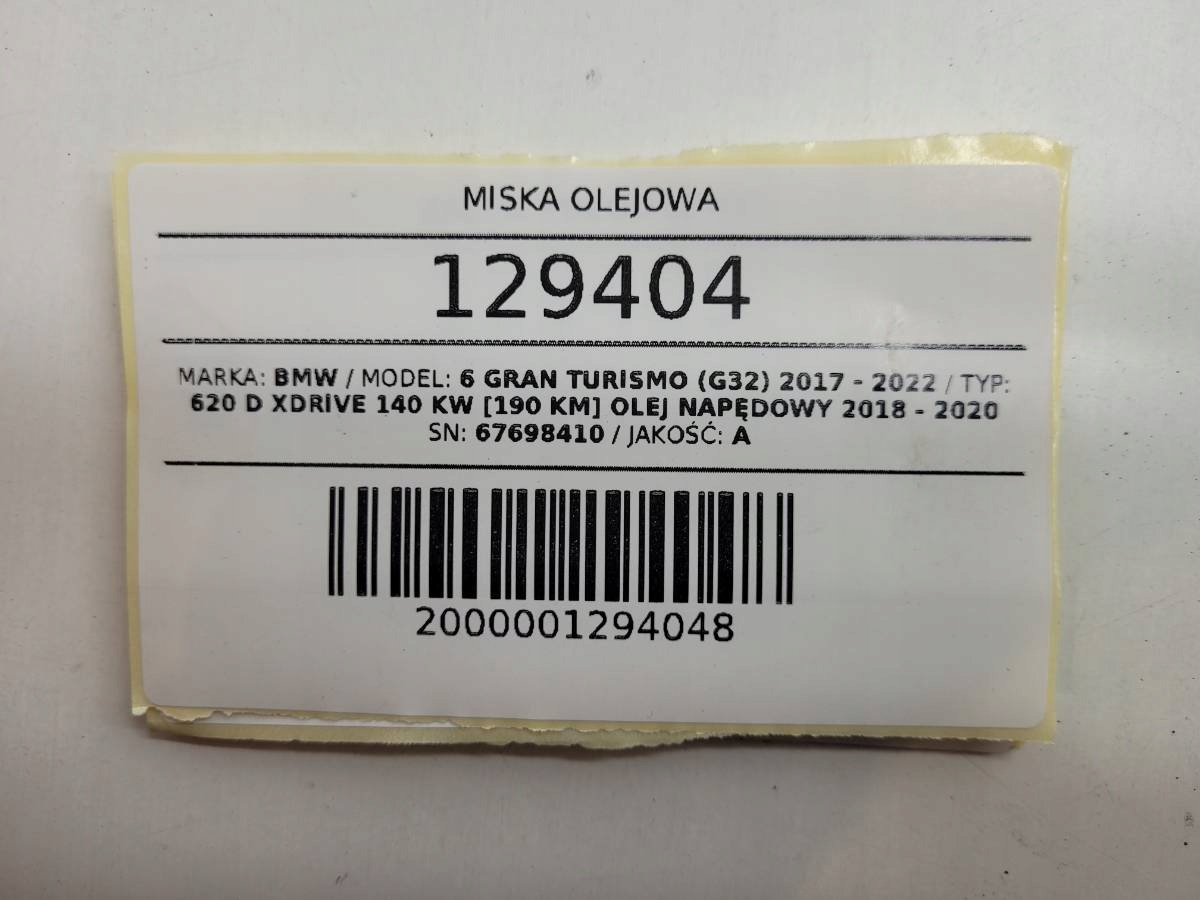 MISKA OLEJOWA
129404
MARKA: BMW / MODEL: 6 GRAN TURISMO (G32) 2017 - 2022 / TYP:
620 D XDRIVE 140 KW [190 KM] OLEJ NAPĘDOWY 2018 - 2020
SN: 67698410 / JAKOŚĆ: A
2000001294048